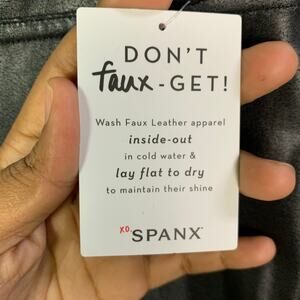 DON'T
faux-GET!
Wash Faux Leather apparel
inside-out
in cold water &
lay flat to dry
to maintain their shine
xo, SPANX